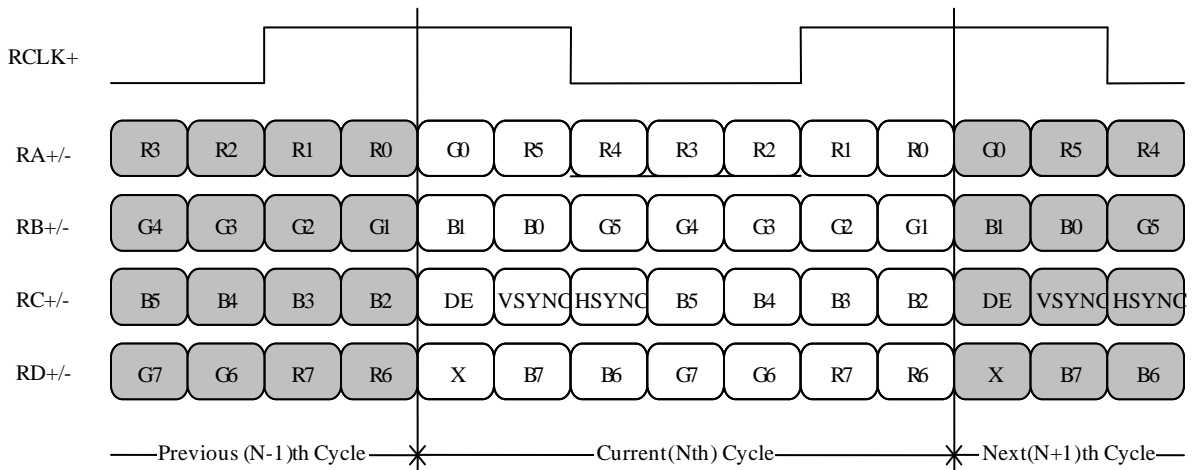 RCLK+
RA+/- R3 R2 R1 R0 G0 R5 R4 R3 R2 R1 R0 G0 R5 R4
RB+/- G4 G3 G2 G1 B1 B0 G5 G4 G3 G2 G1 B1 B0 G5
RC+/- B5 B4 B3 B2 DE VSYNC HSYNC B5 B4 B3 B2 DE VSYNC HSYNC
RD+/- G7 G6 R7 R6 X B7 B6 G7 G6 R7 R6 X B7 B6
Previous (N-1)th Cycle Current(Nth) Cycle Next(N+1)th Cycle